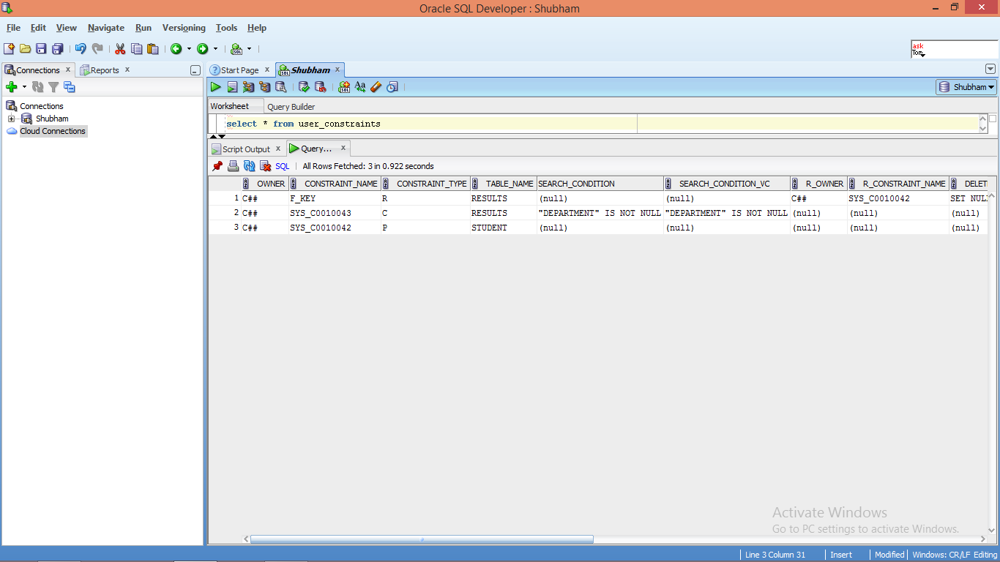 Oracle SQL Developer : Shubham
File Edit View Navigate Run Versioning Tools Help
ask
Tom
Connections x Reports x
Start Page x Shubham x
Shubham
Worksheet Query Builder
Connections
Shubham
Cloud Connections
select * from user_constraints
Script Output x Query... x
SQL | All Rows Fetched: 3 in 0.922 seconds
OWNER CONSTRAINT_NAME CONSTRAINT_TYPE TABLE_NAME SEARCH_CONDITION SEARCH_CONDITION_VC R_OWNER R_CONSTRAINT_NAME DELET
1 C## F_KEY R RESULTS (null) (null) C## SYS_C0010042 SET NUL
2 C## SYS_C0010043 C RESULTS "DEPARTMENT" IS NOT NULL "DEPARTMENT" IS NOT NULL (null) (null) (null)
3 C## SYS_C0010042 P STUDENT (null) (null) (null) (null) (null)
Activate Windows
Go to PC settings to activate Windows.
Line 3 Column 31 Insert Modified Windows: CR/LF Editing